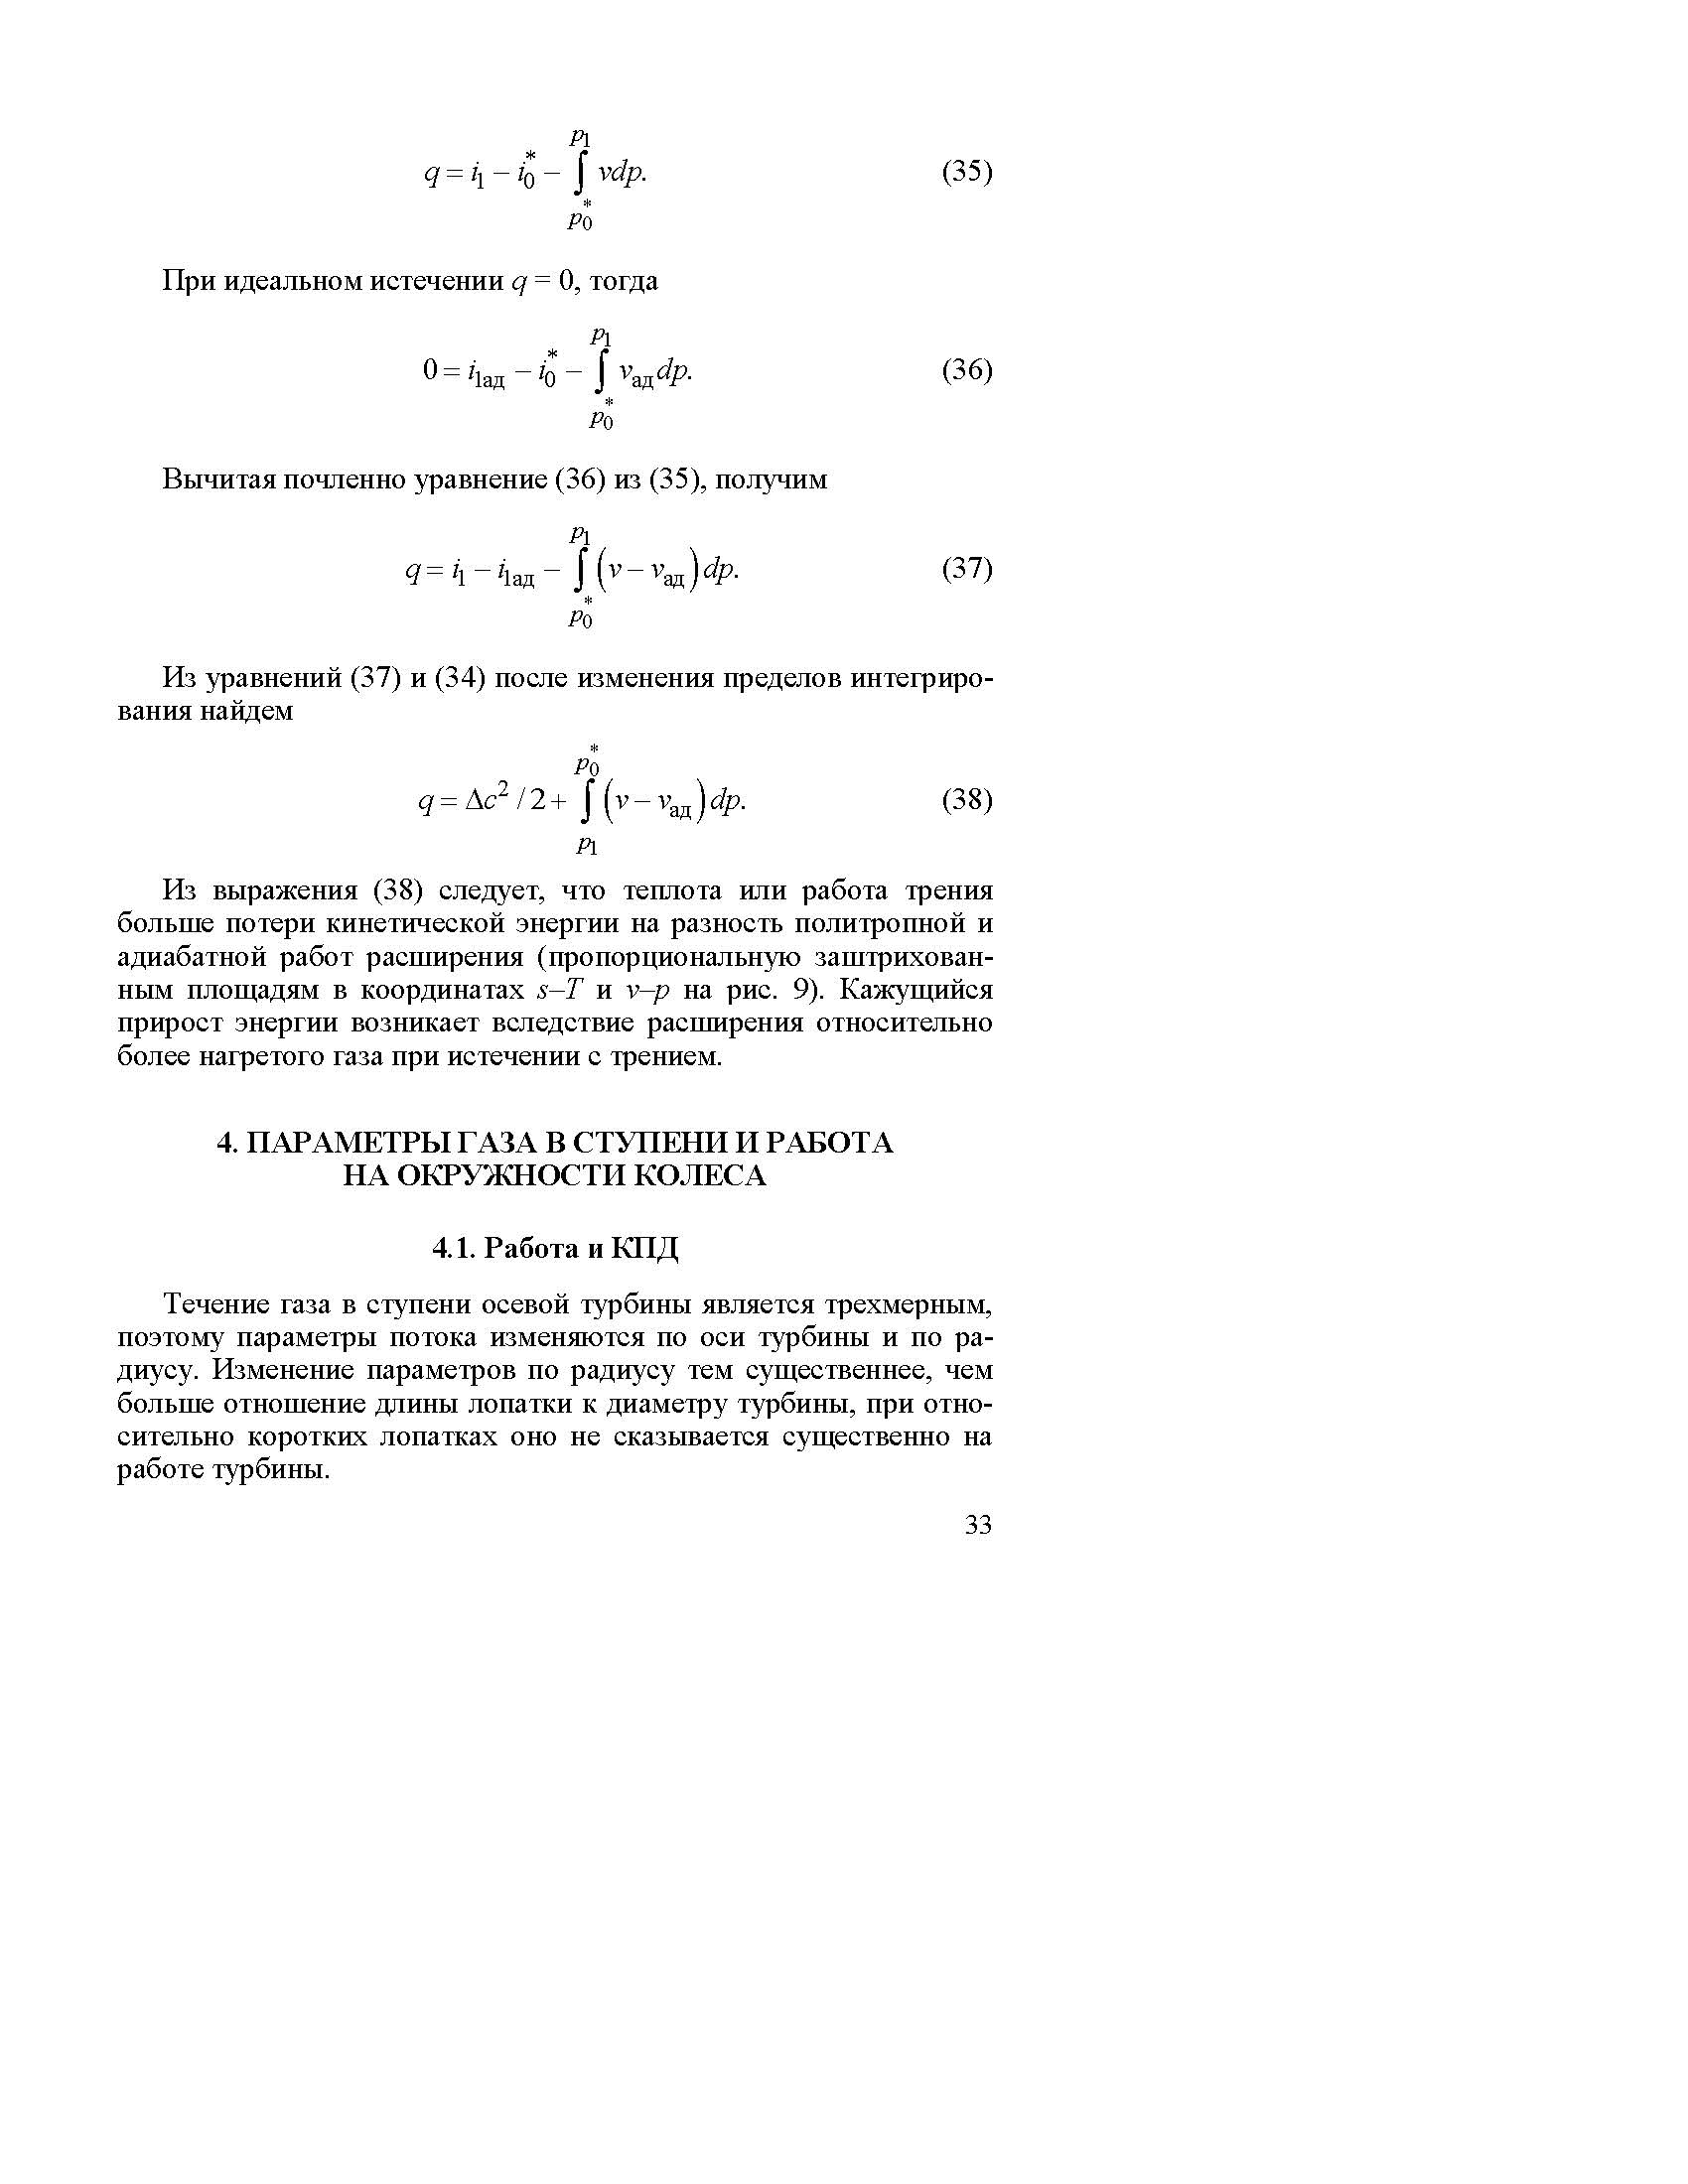 q = i₁ − i₀* − ∫_{p₀*}^{p₁} vdp. (35)
При идеальном истечении q = 0, тогда
0 = i₁ад − i₀* − ∫_{p₀*}^{p₁} v_ад dp. (36)
Вычитая почленно уравнение (36) из (35), получим
q = i₁ − i₁ад − ∫_{p₀*}^{p₁} (v − v_ад) dp. (37)
Из уравнений (37) и (34) после изменения пределов интегриро-
вания найдем
q = Δc² / 2 + ∫_{p₁}^{p₀*} (v − v_ад) dp. (38)
Из выражения (38) следует, что теплота или работа трения
больше потери кинетической энергии на разность политропной и
адиабатной работ расширения (пропорциональную заштрихован-
ным площадям в координатах s–T и v–p на рис. 9). Кажущийся
прирост энергии возникает вследствие расширения относительно
более нагретого газа при истечении с трением.
4. ПАРАМЕТРЫ ГАЗА В СТУПЕНИ И РАБОТА
НА ОКРУЖНОСТИ КОЛЕСА
4.1. Работа и КПД
Течение газа в ступени осевой турбины является трехмерным,
поэтому параметры потока изменяются по оси турбины и по ра-
диусу. Изменение параметров по радиусу тем существеннее, чем
больше отношение длины лопатки к диаметру турбины, при отно-
сительно коротких лопатках оно не сказывается существенно на
работе турбины.
33